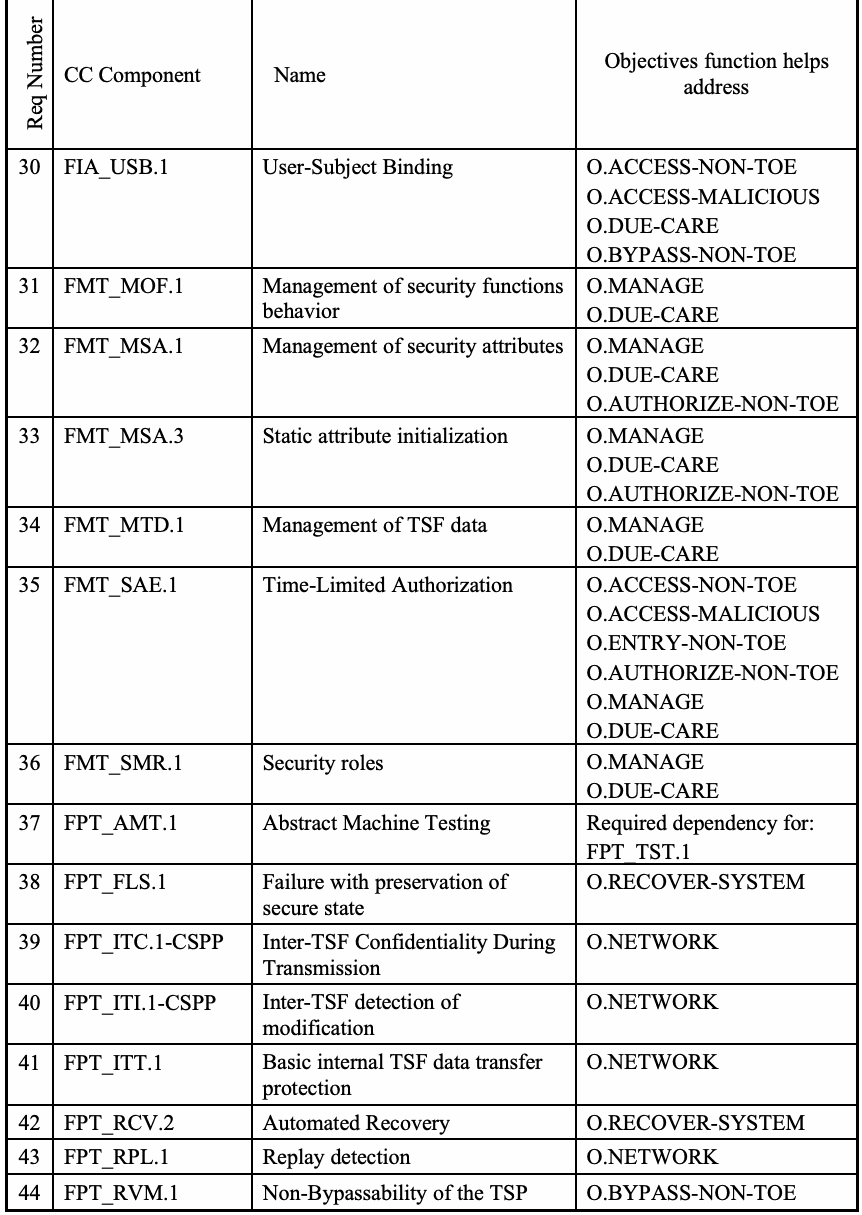 Req Number
CC Component
Name
Objectives function helps
address
30
FIA_USB.1
User-Subject Binding
O.ACCESS-NON-TOE
O.ACCESS-MALICIOUS
O.DUE-CARE
O.BYPASS-NON-TOE
31
FMT_MOF.1
Management of security functions
behavior
O.MANAGE
O.DUE-CARE
32
FMT_MSA.1
Management of security attributes
O.MANAGE
O.DUE-CARE
O.AUTHORIZE-NON-TOE
33
FMT_MSA.3
Static attribute initialization
O.MANAGE
O.DUE-CARE
O.AUTHORIZE-NON-TOE
34
FMT_MTD.1
Management of TSF data
O.MANAGE
O.DUE-CARE
35
FMT_SAE.1
Time-Limited Authorization
O.ACCESS-NON-TOE
O.ACCESS-MALICIOUS
O.ENTRY-NON-TOE
O.AUTHORIZE-NON-TOE
O.MANAGE
O.DUE-CARE
36
FMT_SMR.1
Security roles
O.MANAGE
O.DUE-CARE
37
FPT_AMT.1
Abstract Machine Testing
Required dependency for:
FPT_TST.1
38
FPT_FLS.1
Failure with preservation of
secure state
O.RECOVER-SYSTEM
39
FPT_ITC.1-CSPP
Inter-TSF Confidentiality During
Transmission
O.NETWORK
40
FPT_ITI.1-CSPP
Inter-TSF detection of
modification
O.NETWORK
41
FPT_ITT.1
Basic internal TSF data transfer
protection
O.NETWORK
42
FPT_RCV.2
Automated Recovery
O.RECOVER-SYSTEM
43
FPT_RPL.1
Replay detection
O.NETWORK
44
FPT_RVM.1
Non-Bypassability of the TSP
O.BYPASS-NON-TOE